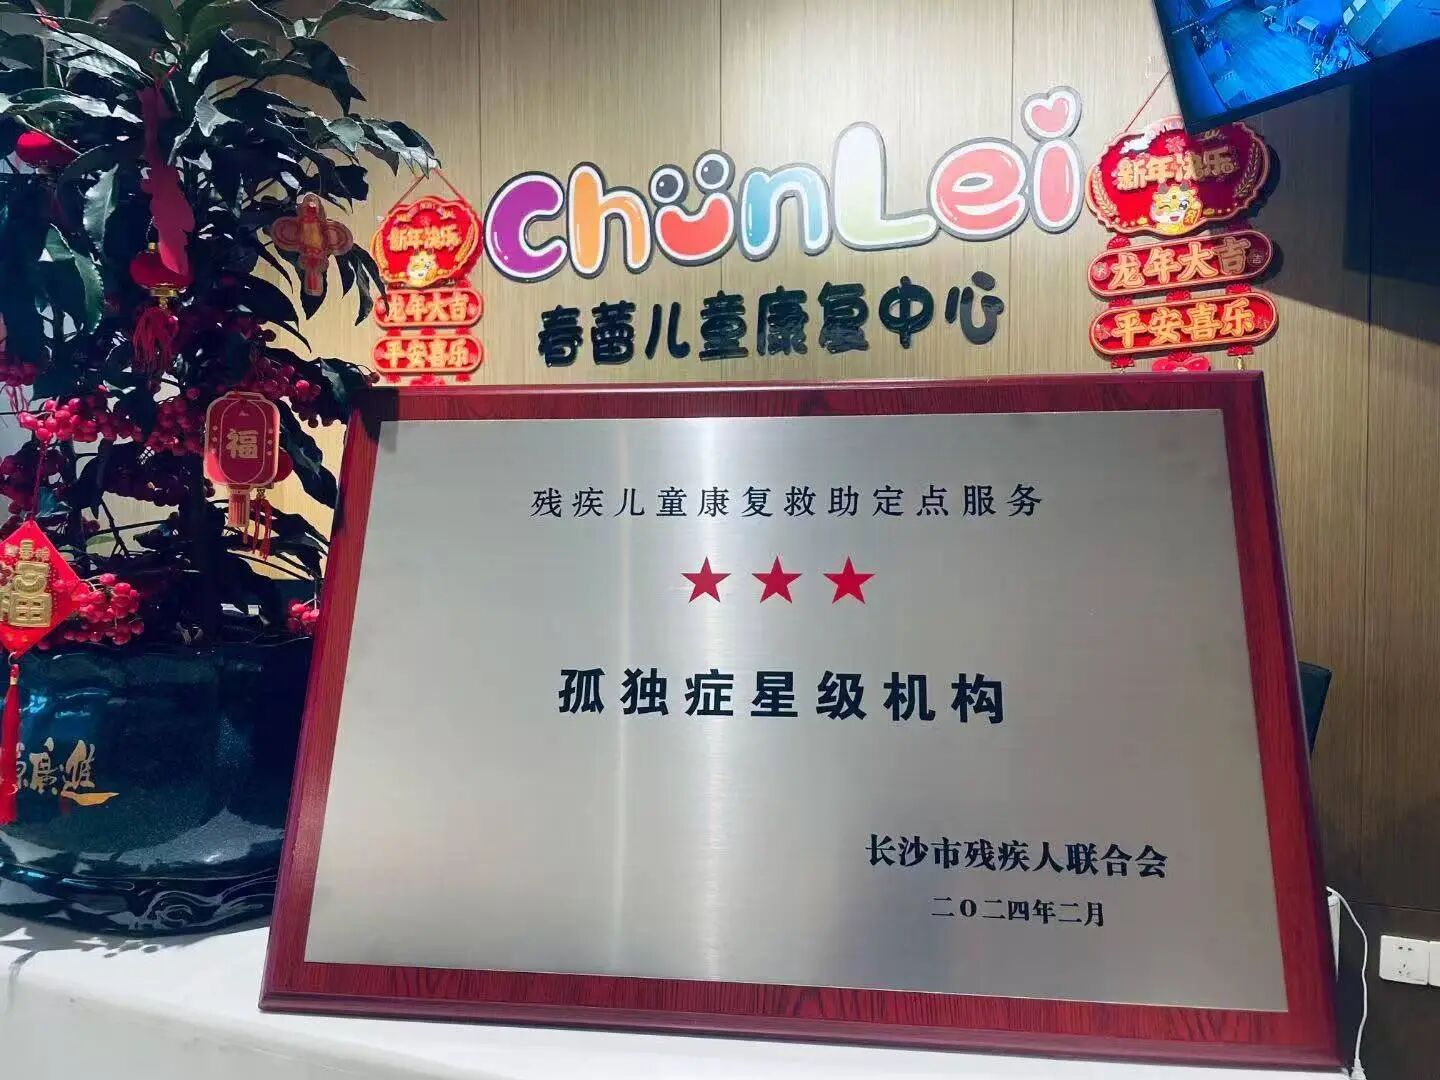 ChunLei
春蕾儿童康复中心
新年快乐
龙年大吉
平安喜乐
新年快乐
龙年大吉
平安喜乐
福
残疾儿童康复救助定点服务
孤独症星级机构
长沙市残疾人联合会
二〇二四年二月